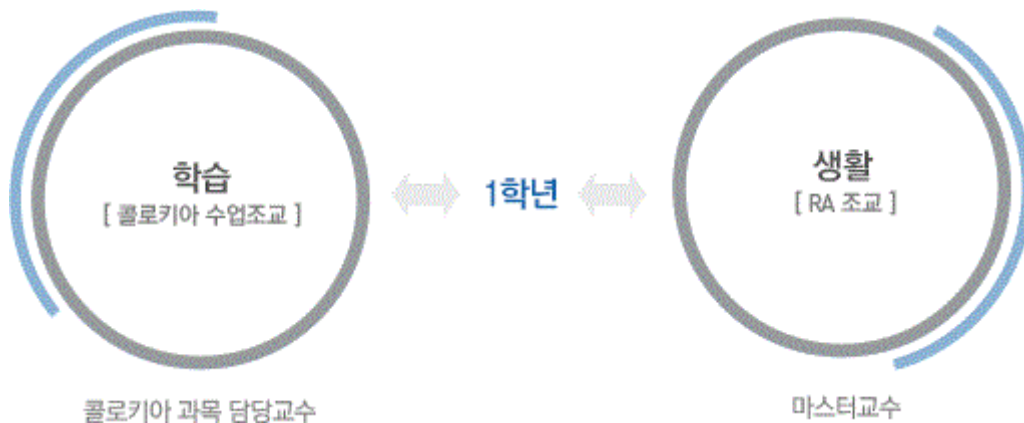 학습
[ 콜로키아 수업조교 ]
1학년
생활
[ RA 조교 ]
콜로키아 과목 담당교수
마스터교수